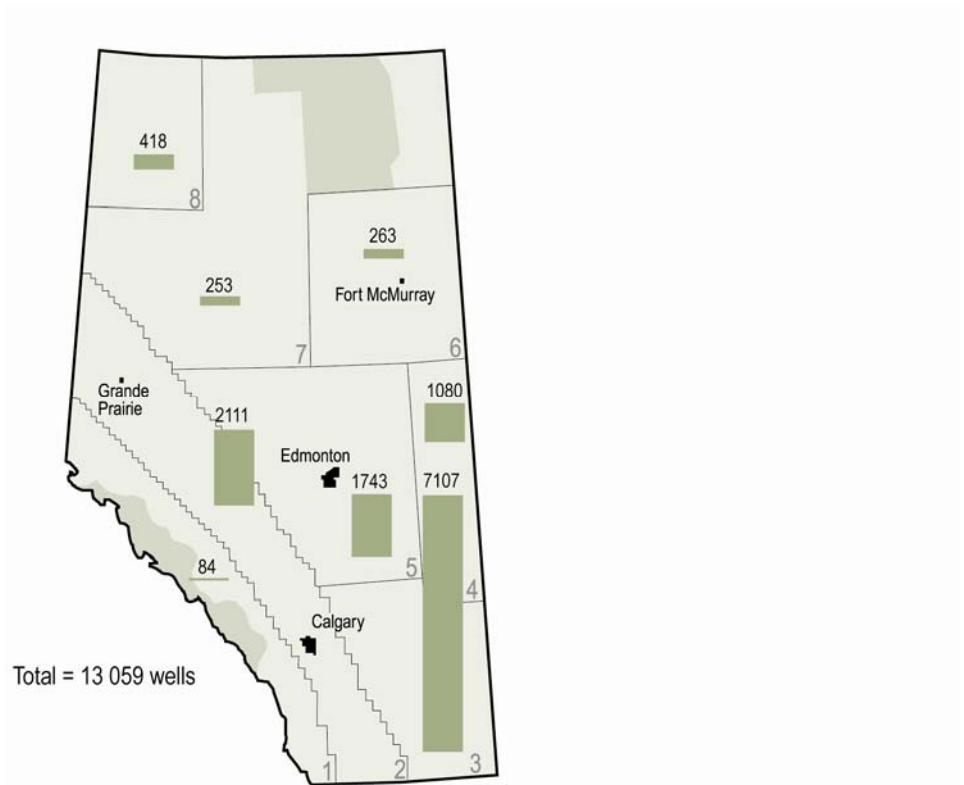 418
8
263
Fort McMurray
253
7
6
Grande
Prairie
1080
2111
Edmonton
1743
7107
5
4
84
Calgary
Total = 13 059 wells
1
2
3